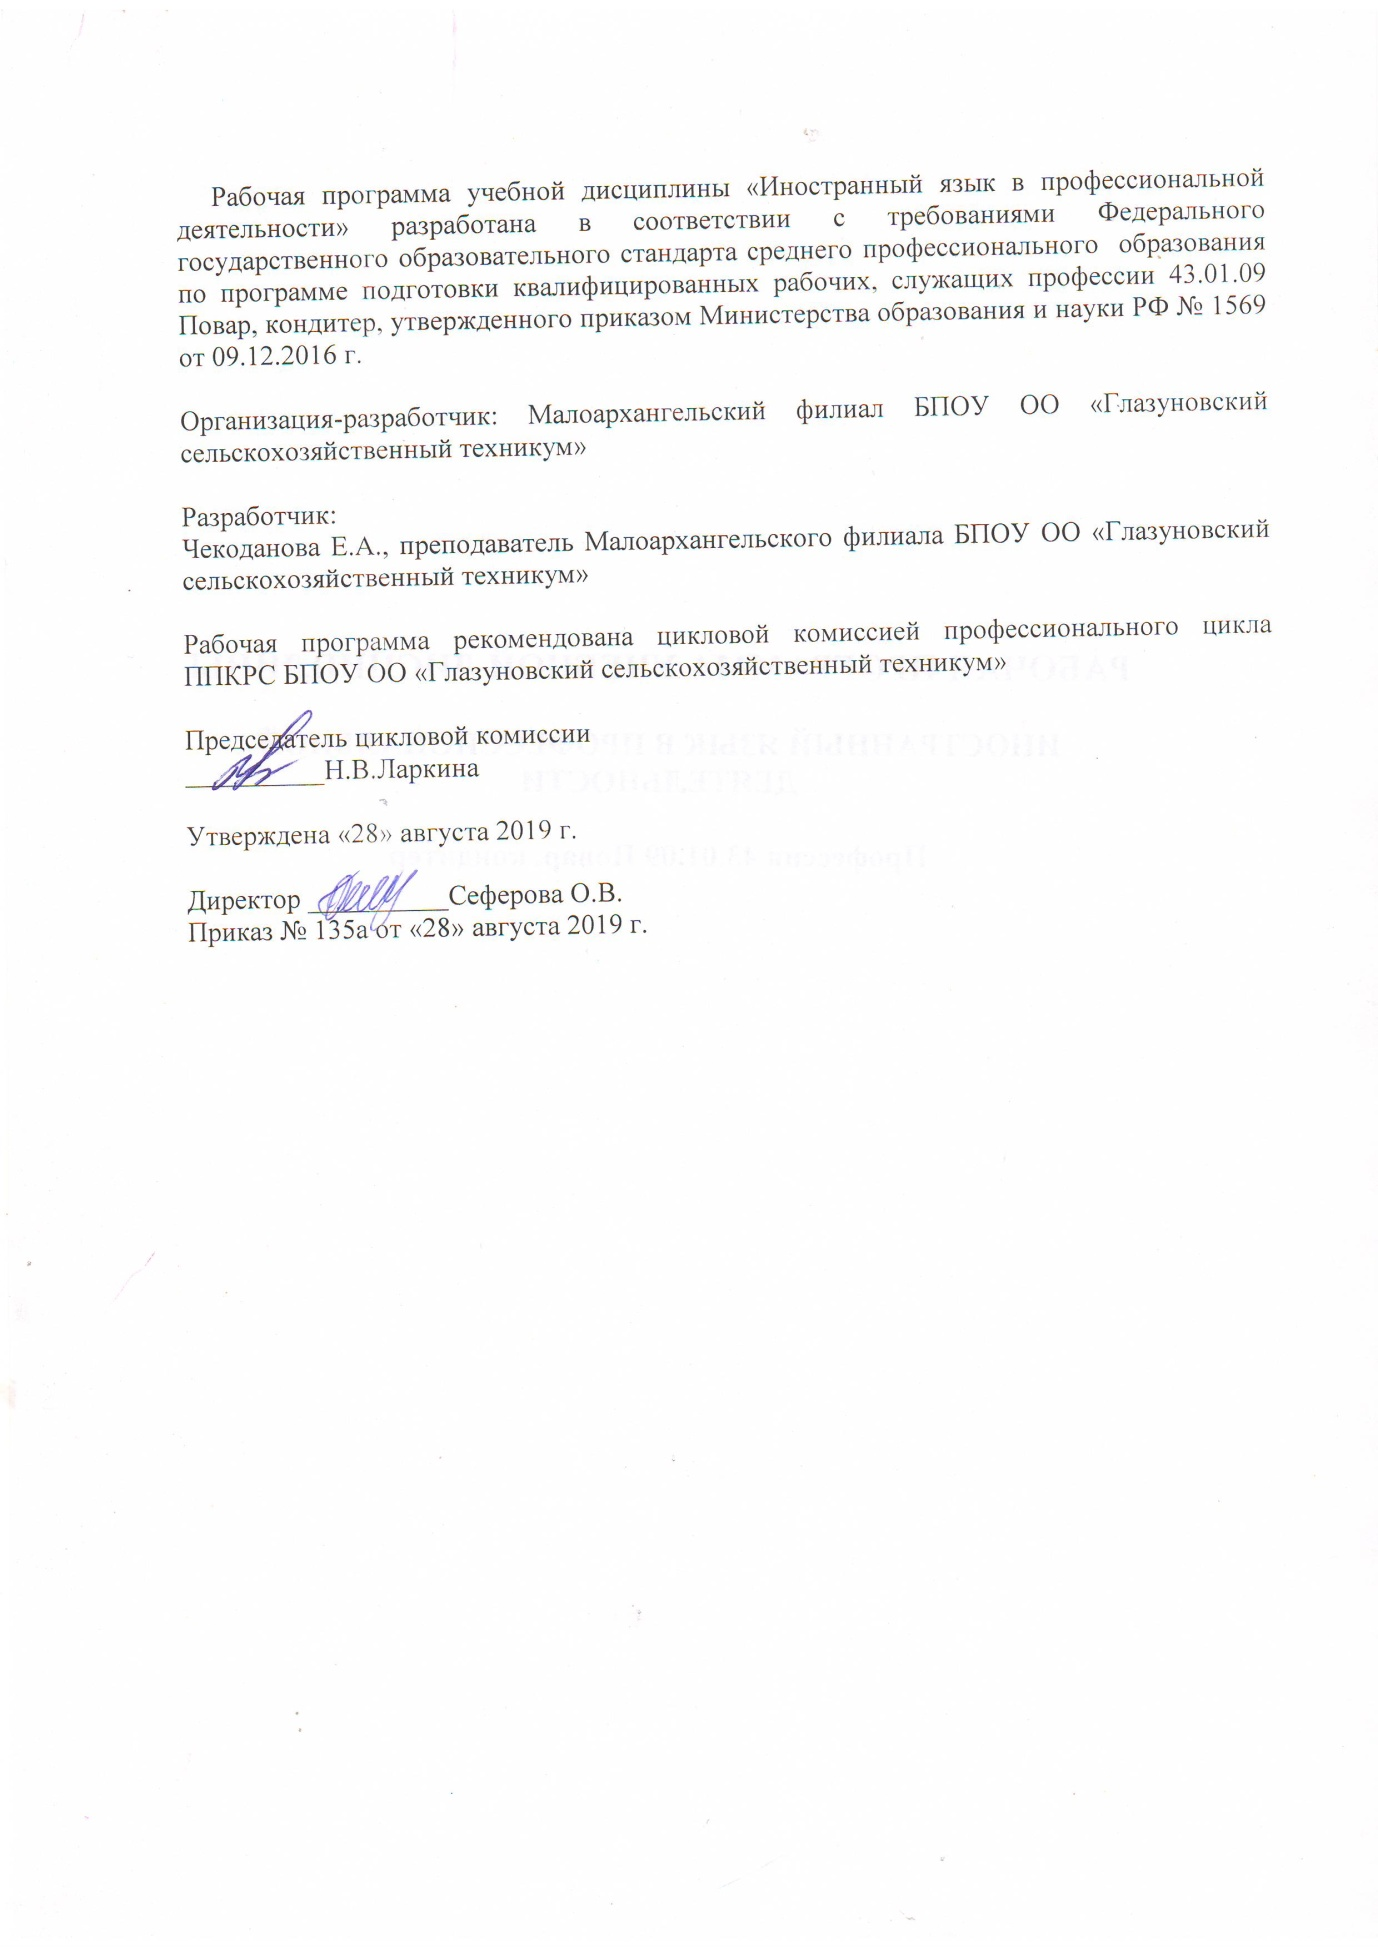 Рабочая программа учебной дисциплины «Иностранный язык в профессиональной
деятельности» разработана в соответствии с требованиями Федерального
государственного образовательного стандарта среднего профессионального образования
по программе подготовки квалифицированных рабочих, служащих профессии 43.01.09
Повар, кондитер, утвержденного приказом Министерства образования и науки РФ № 1569
от 09.12.2016 г.
Организация-разработчик: Малоархангельский филиал БПОУ ОО «Глазуновский
сельскохозяйственный техникум»
Разработчик:
Чекоданова Е.А., преподаватель Малоархангельского филиала БПОУ ОО «Глазуновский
сельскохозяйственный техникум»
Рабочая программа рекомендована цикловой комиссией профессионального цикла
ППКРС БПОУ ОО «Глазуновский сельскохозяйственный техникум»
Председатель цикловой комиссии
__________Н.В.Ларкина
Утверждена «28» августа 2019 г.
Директор __________Сеферова О.В.
Приказ № 135а от «28» августа 2019 г.